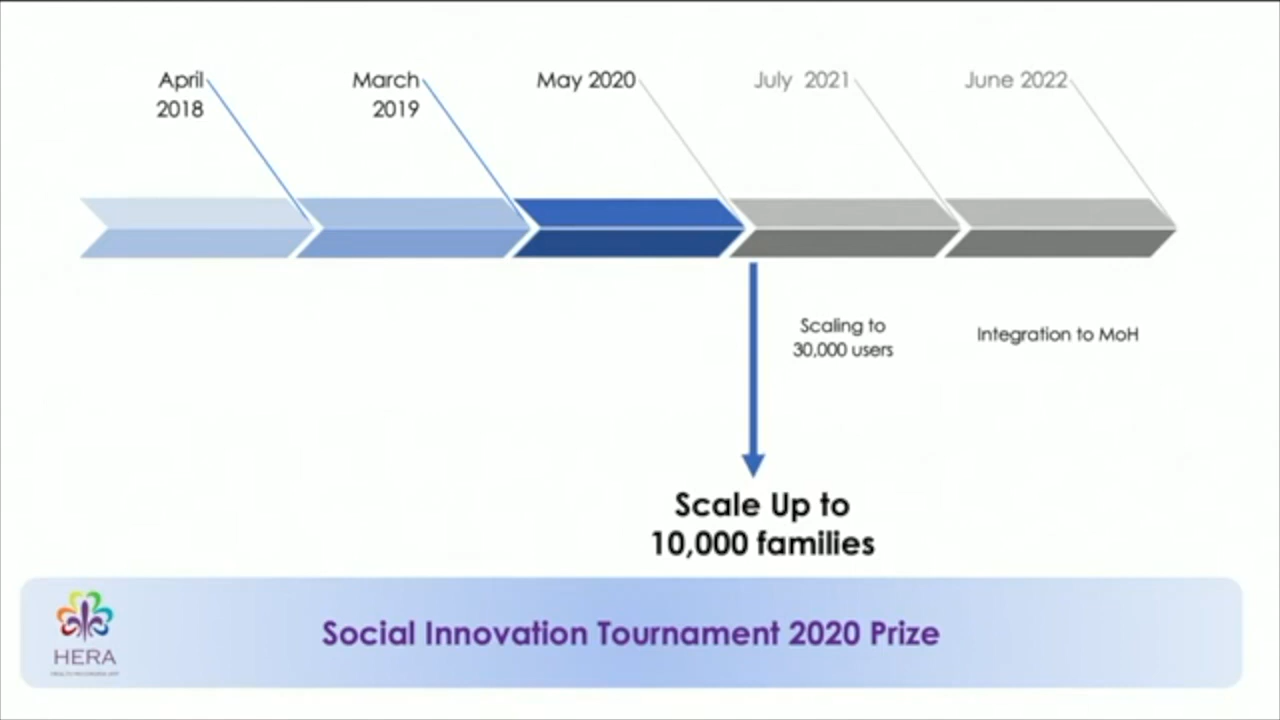 April
2018
March
2019
May 2020
July 2021
June 2022
Scaling to
30,000 users
Integration to MoH
Scale Up to
10,000 families
Social Innovation Tournament 2020 Prize
HERA